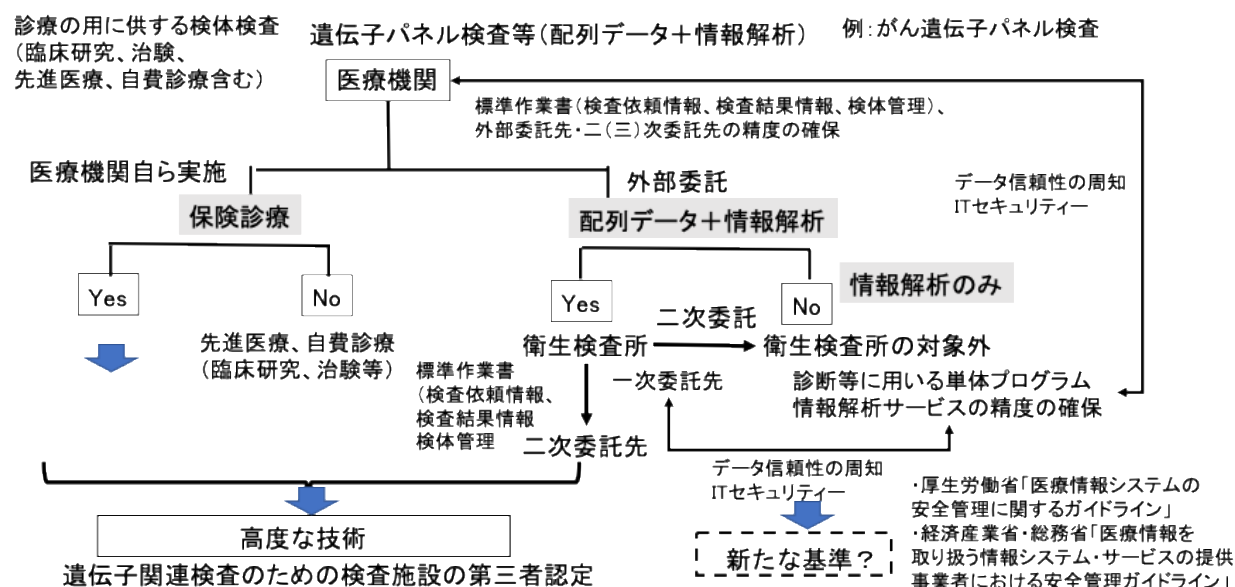 診療の用に供する検体検査
(臨床研究、治験、
先進医療、自費診療含む)
遺伝子パネル検査等(配列データ+情報解析)
例:がん遺伝子パネル検査
医療機関
標準作業書(検査依頼情報、検査結果情報、検体管理)、
外部委託先・二(三)次委託先の精度の確保
医療機関自ら実施
外部委託
データ信頼性の周知
ITセキュリティー
保険診療
配列データ+情報解析
Yes
No
Yes
No
情報解析のみ
先進医療、自費診療
(臨床研究、治験等)
二次委託
衛生検査所
衛生検査所の対象外
標準作業書
(検査依頼情報、
検査結果情報
検体管理
一次委託先
診断等に用いる単体プログラム
情報解析サービスの精度の確保
二次委託先
データ信頼性の周知
ITセキュリティー
・厚生労働省「医療情報システムの
安全管理に関するガイドライン」
・経済産業省・総務省「医療情報を
取り扱う情報システム・サービスの提供
事業者における安全管理ガイドライン」
高度な技術
新たな基準?
遺伝子関連検査のための検査施設の第三者認定